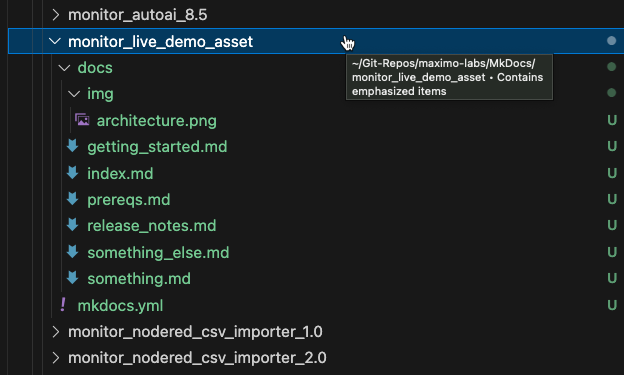 monitor_autoai_8.5
monitor_live_demo_asset
~/Git-Repos/maximo-labs/MkDocs/
monitor_live_demo_asset • Contains
emphasized items
docs
img
architecture.png U
getting_started.md U
index.md U
prereqs.md U
release_notes.md U
something_else.md U
something.md U
! mkdocs.yml U
monitor_nodered_csv_importer_1.0
monitor_nodered_csv_importer_2.0